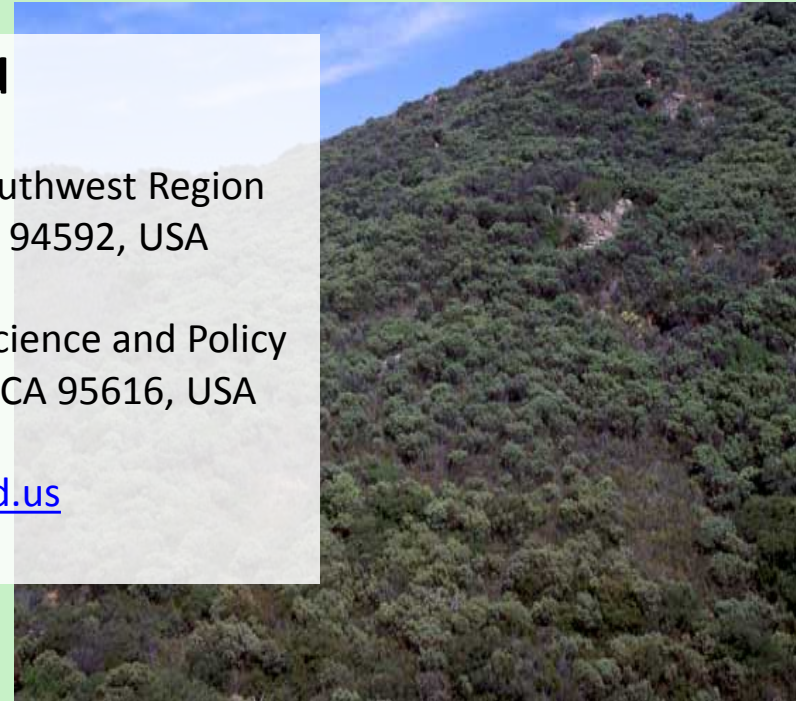 uthwest Region
94592, USA
cience and Policy
CA 95616, USA
d.us